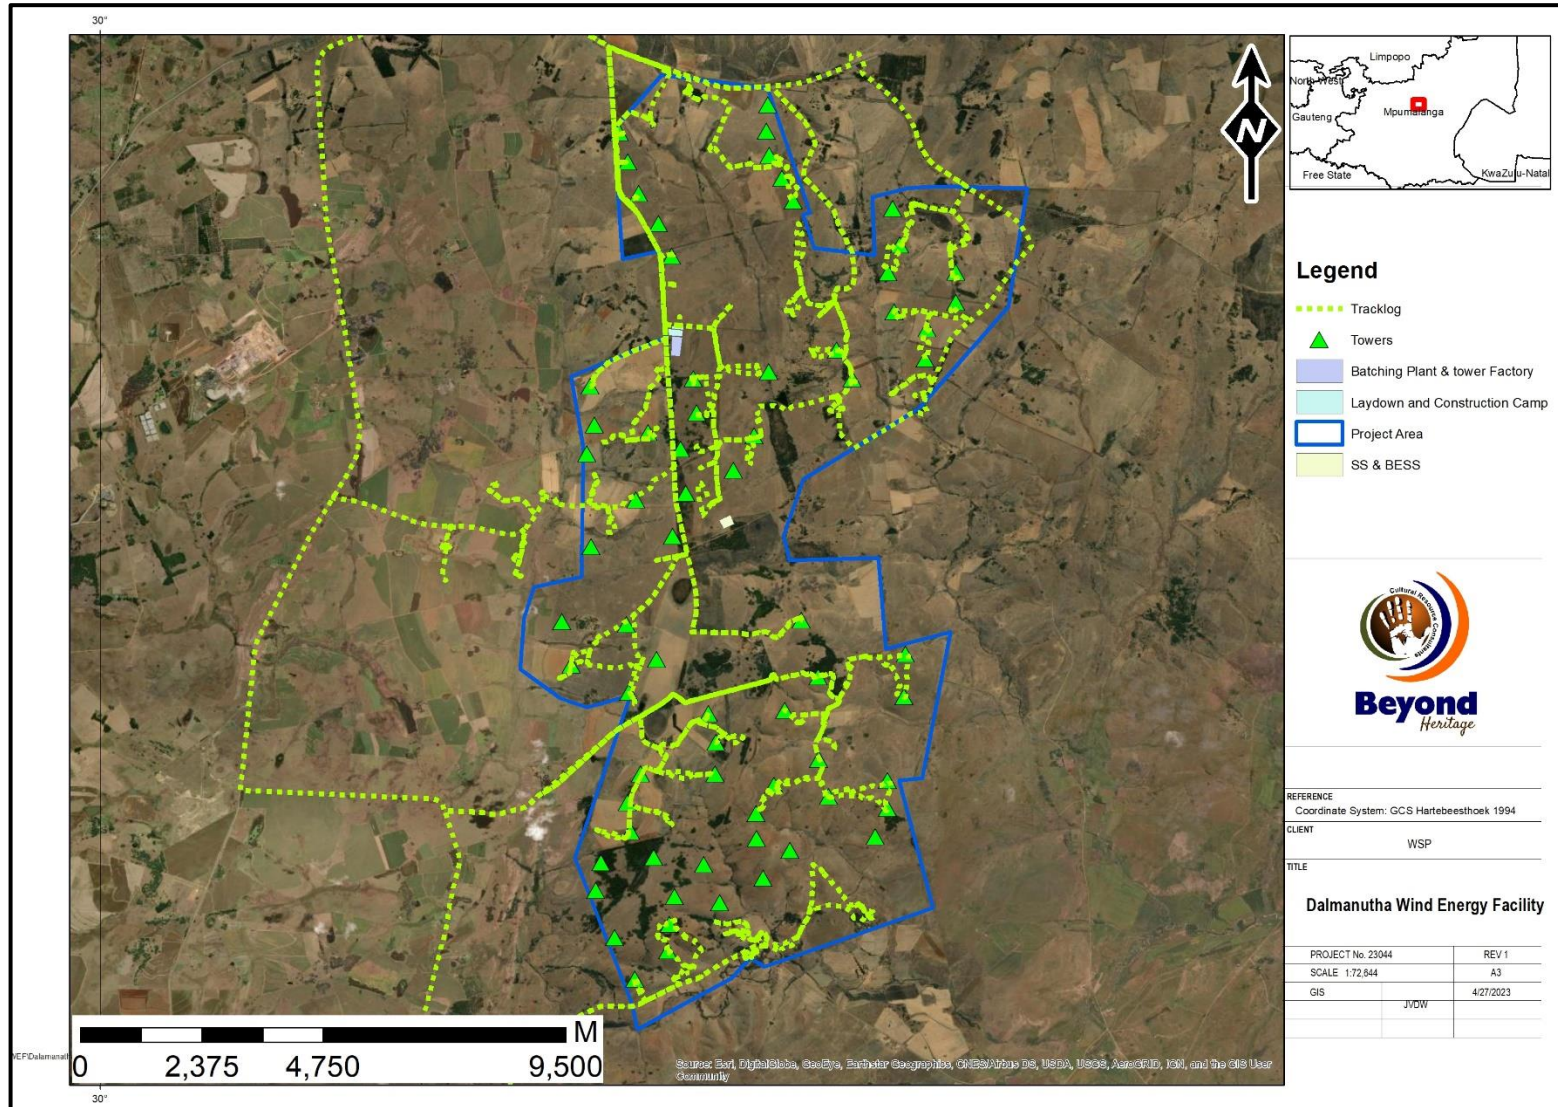 30°
Limpopo
North West
Mpumalanga
Gauteng
Free State
KwaZulu-Natal
N
Legend
Tracklog
Towers
Batching Plant & tower Factory
Laydown and Construction Camp
Project Area
SS & BESS
Cultural Resource Consultants
Beyond
Heritage
REFERENCE
Coordinate System: GCS Hartebeesthoek 1994
CLIENT
WSP
TITLE
Dalmanutha Wind Energy Facility
PROJECT No. 23044
REV 1
SCALE 1:72,644
A3
GIS
4/27/2023
JVDW
M
0 2,375 4,750 9,500
Source: Esri, DigitalGlobe, GeoEye, Earthstar Geographics, CNES/Airbus DS, USDA, USGS, AeroGRID, IGN, and the GIS User
Community
30°